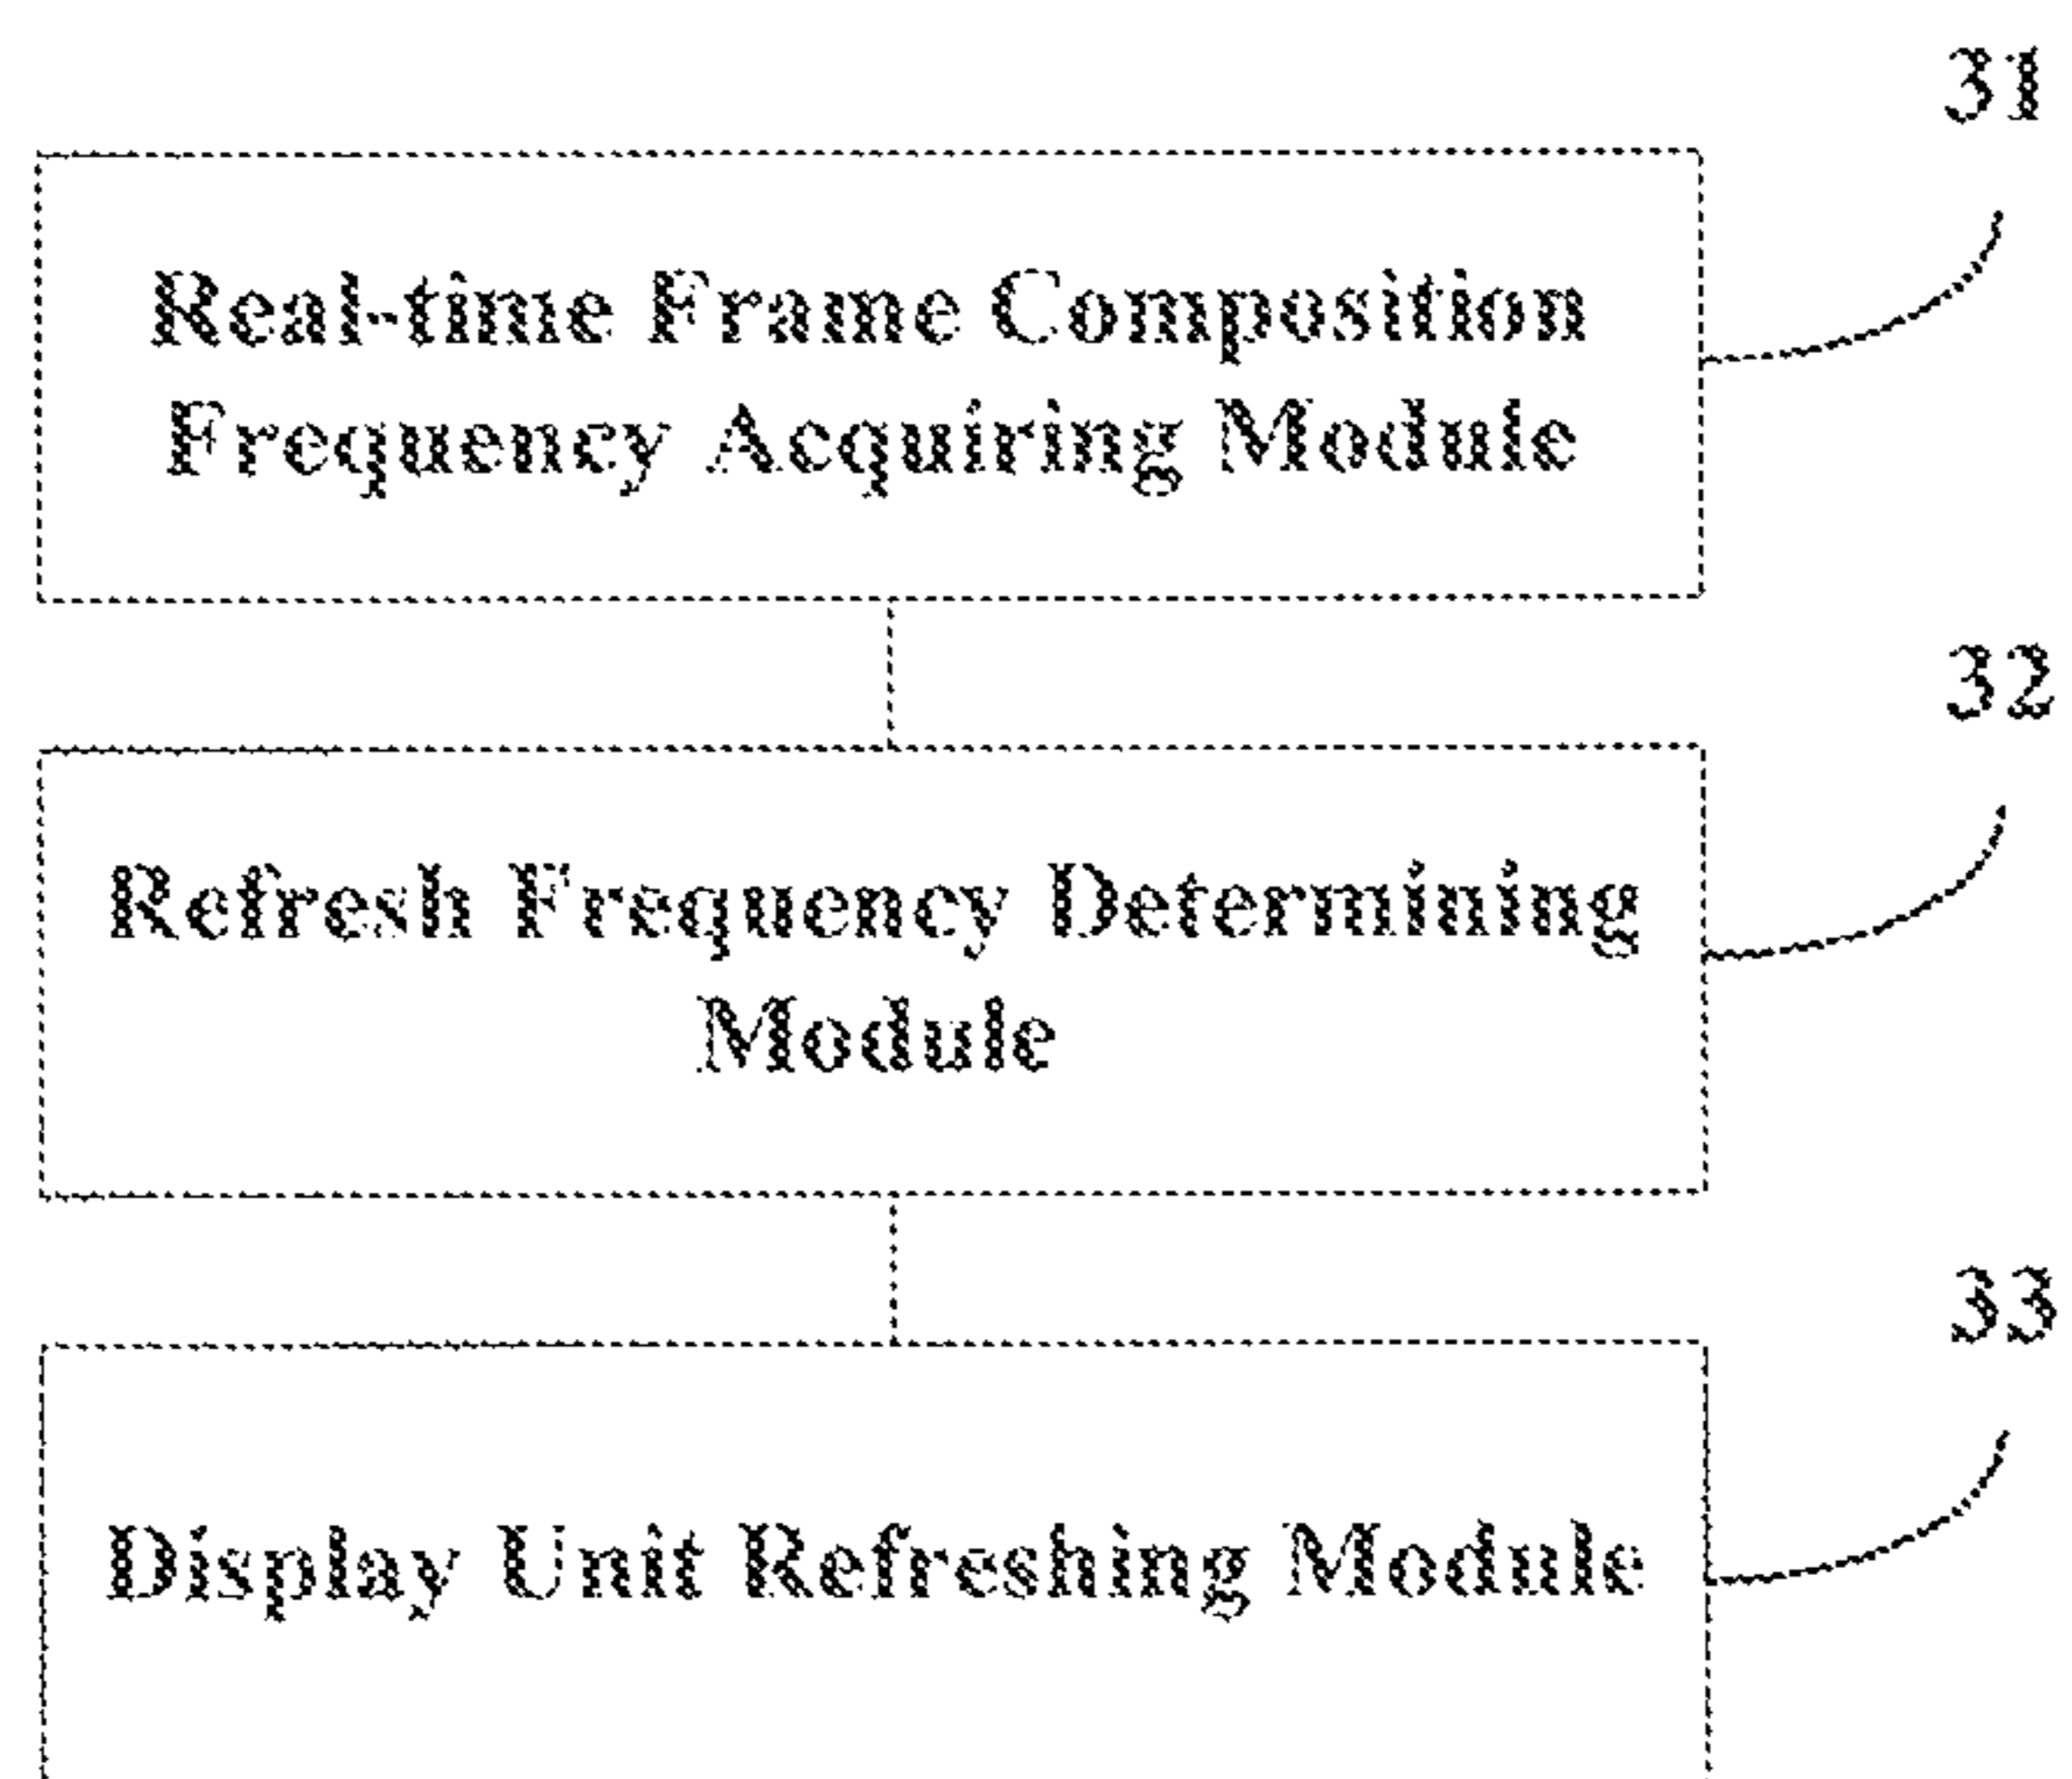 31
Real-time Frame Composition
Frequency Acquiring Module
32
Refresh Frequency Determining
Module
33
Display Unit Refreshing Module